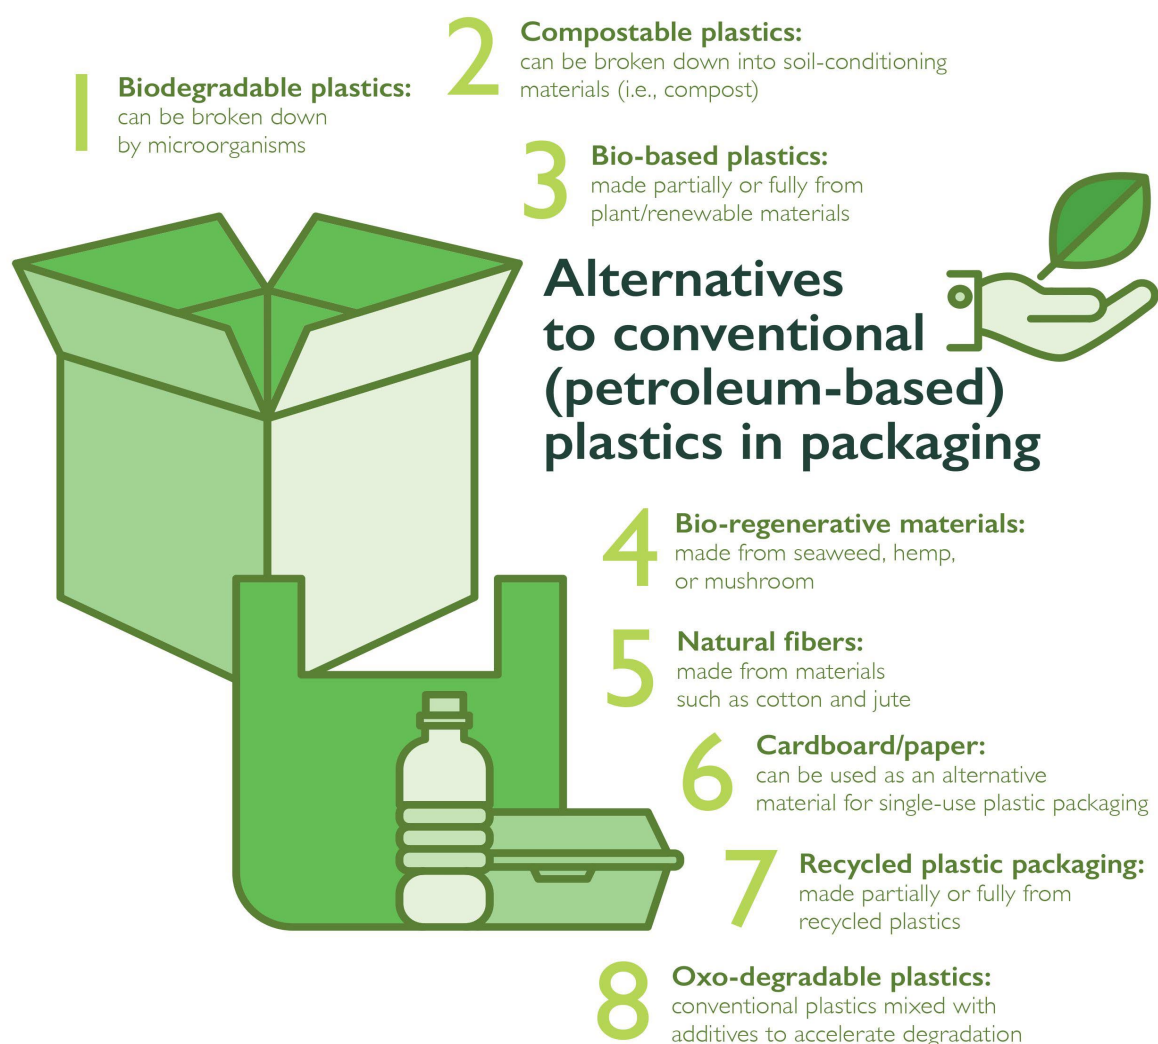 1
Biodegradable plastics:
can be broken down
by microorganisms
2
Compostable plastics:
can be broken down into soil-conditioning
materials (i.e., compost)
3
Bio-based plastics:
made partially or fully from
plant/renewable materials
Alternatives
to conventional
(petroleum-based)
plastics in packaging
4
Bio-regenerative materials:
made from seaweed, hemp,
or mushroom
5
Natural fibers:
made from materials
such as cotton and jute
6
Cardboard/paper:
can be used as an alternative
material for single-use plastic packaging
7
Recycled plastic packaging:
made partially or fully from
recycled plastics
8
Oxo-degradable plastics:
conventional plastics mixed with
additives to accelerate degradation